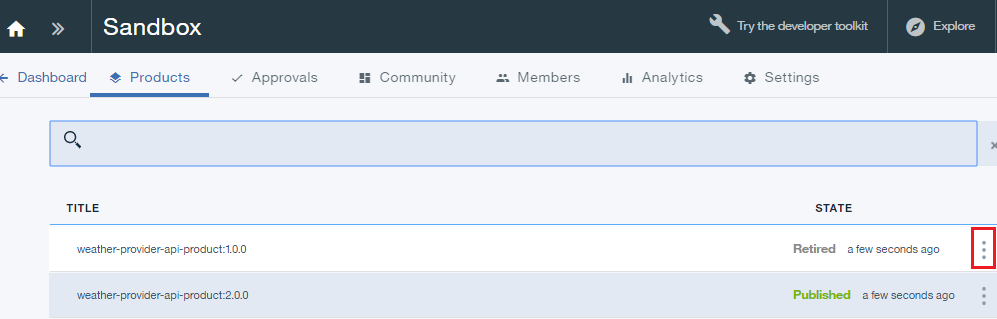 Sandbox Try the developer toolkit Explore
Dashboard Products Approvals Community Members Analytics Settings
TITLE STATE
weather-provider-api-product:1.0.0 Retired a few seconds ago
weather-provider-api-product:2.0.0 Published a few seconds ago